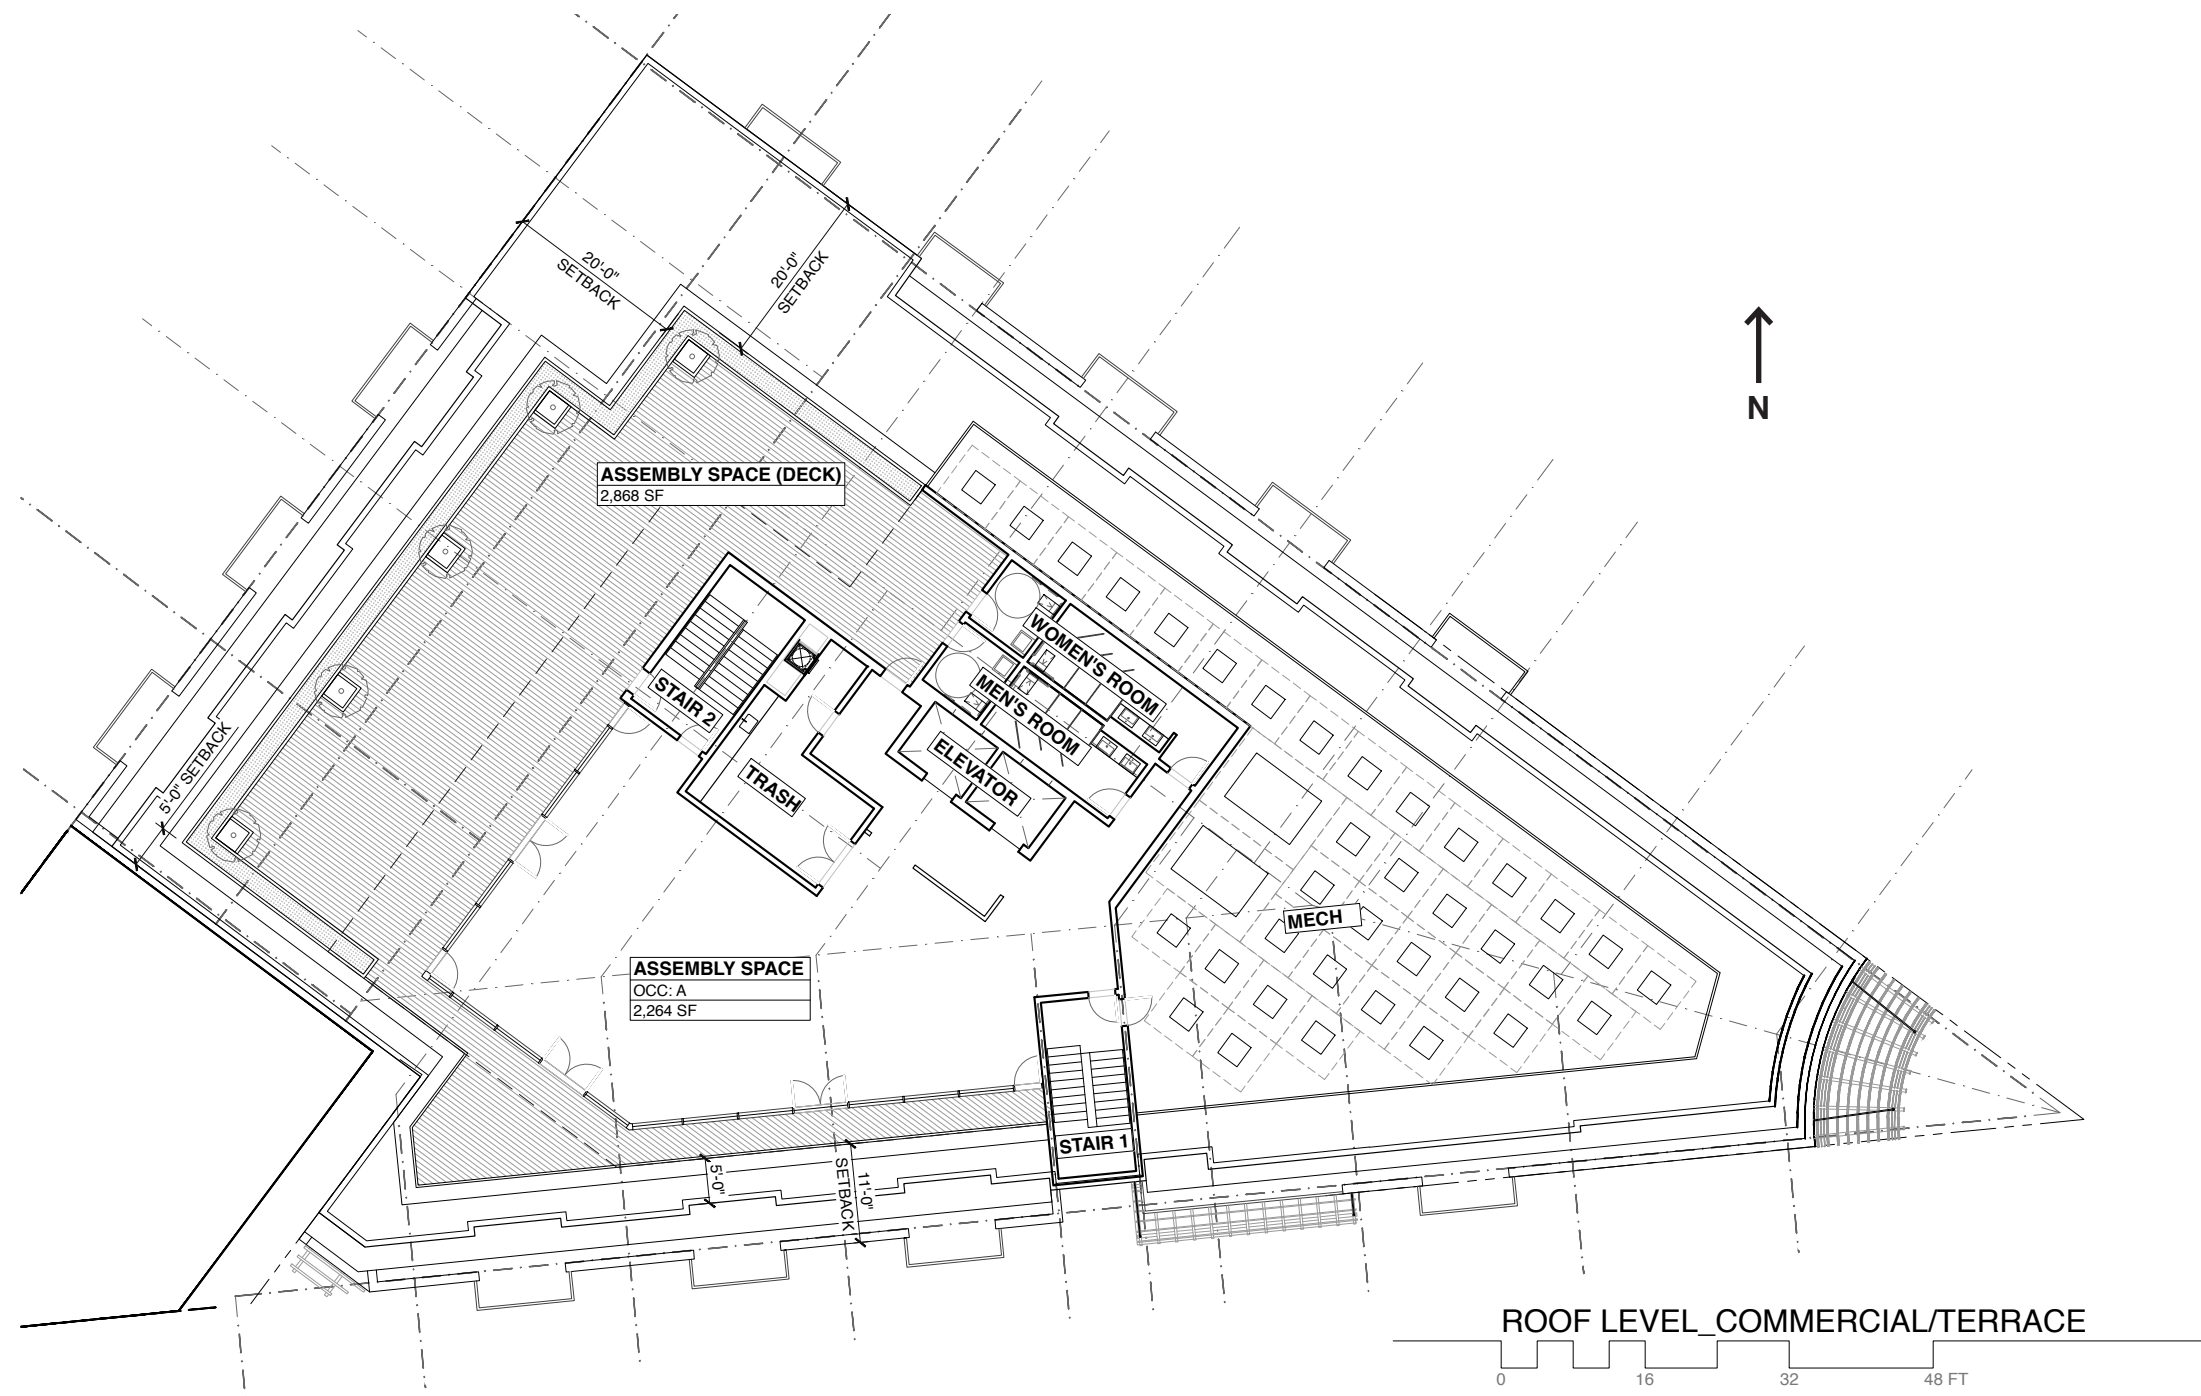 20'-0"
SETBACK
20'-0"
SETBACK
N
ASSEMBLY SPACE (DECK)
2,868 SF
WOMEN'S ROOM
MEN'S ROOM
STAIR 2
ELEVATOR
TRASH
5'-0" SETBACK
MECH
ASSEMBLY SPACE
OCC: A
2,264 SF
STAIR 1
5'-0"
11'-0"
SETBACK
ROOF LEVEL_COMMERCIAL/TERRACE
0 16 32 48 FT